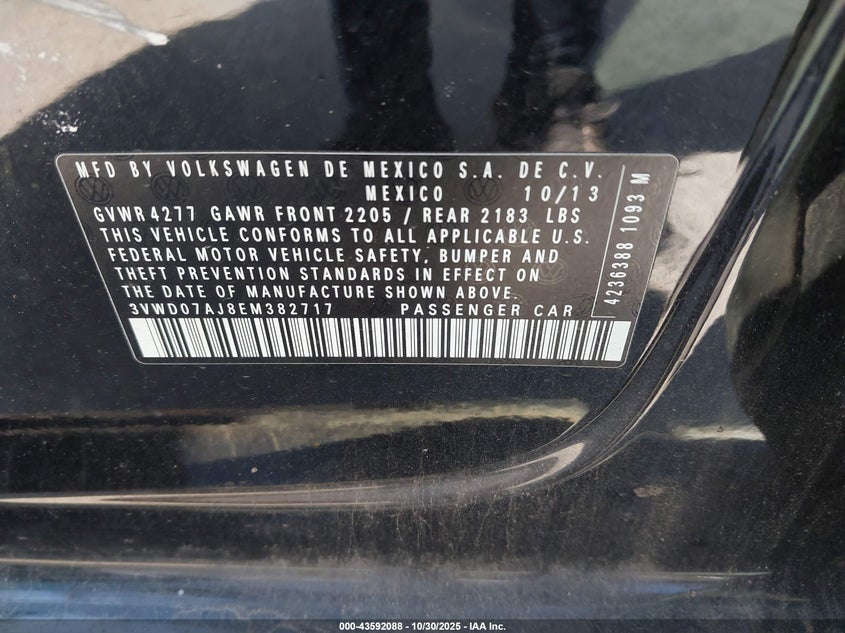 MFD BY VOLKSWAGEN DE MEXICO S.A. DE C.V.
MEXICO 10/13
GVWR 4277 GAWR FRONT 2205 / REAR 2183 LBS
THIS VEHICLE CONFORMS TO ALL APPLICABLE U.S.
FEDERAL MOTOR VEHICLE SAFETY, BUMPER AND
THEFT PREVENTION STANDARDS IN EFFECT ON
THE DATE OF MANUFACTURE SHOWN ABOVE.
3VWD07AJ8EM382717 PASSENGER CAR
4236388 1093 M
000-43592088 - 10/30/2025 - IAA Inc.